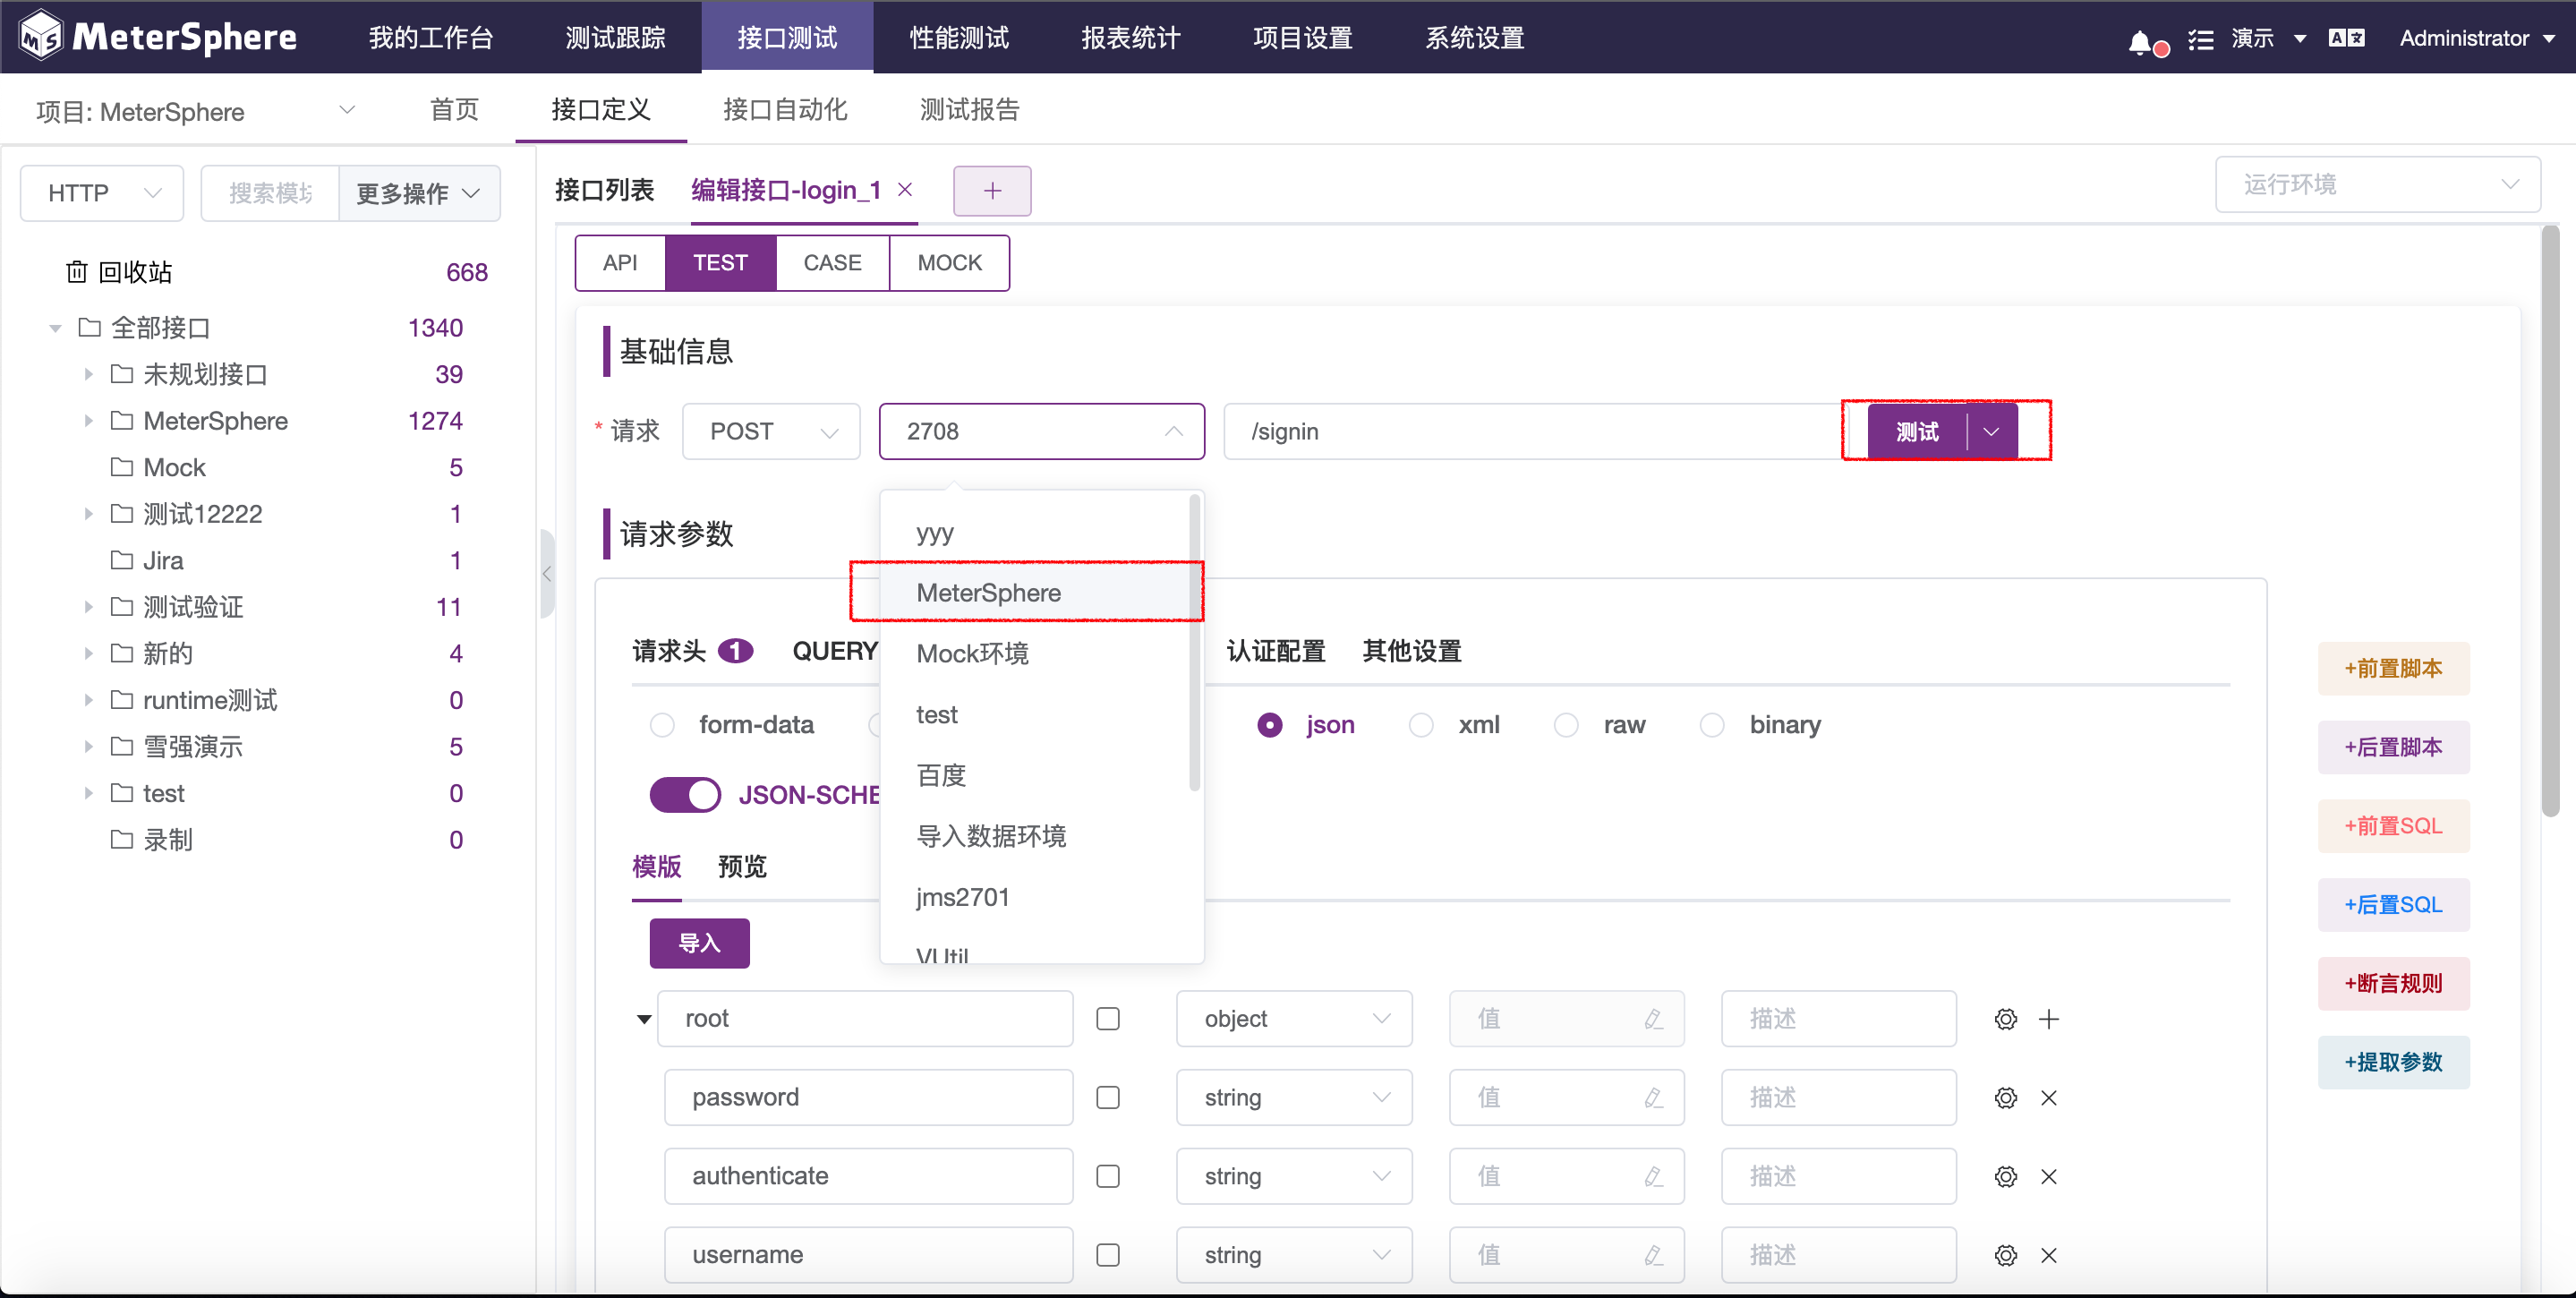 MeterSphere 我的工作台 测试跟踪 接口测试 性能测试 报表统计 项目设置 系统设置 演示 Administrator
项目: MeterSphere 首页 接口定义 接口自动化 测试报告
HTTP 搜索模块 更多操作
接口列表 编辑接口-login_1 × + 运行环境
API TEST CASE MOCK
回收站 668
全部接口 1340
未规划接口 39
MeterSphere 1274
Mock 5
测试12222 1
Jira 1
测试验证 11
新的 4
runtime测试 0
雪强演示 5
test 0
录制 0
基础信息
* 请求 POST 2708 /signin 测试
请求参数
yyy
MeterSphere
Mock环境
test
百度
导入数据环境
jms2701
VUtil
请求头 1 QUERY 认证配置 其他设置
form-data json xml raw binary
JSON-SCHE
模版 预览
导入
root object 值 描述
password string 值 描述
authenticate string 值 描述
username string 值 描述
+前置脚本
+后置脚本
+前置SQL
+后置SQL
+断言规则
+提取参数